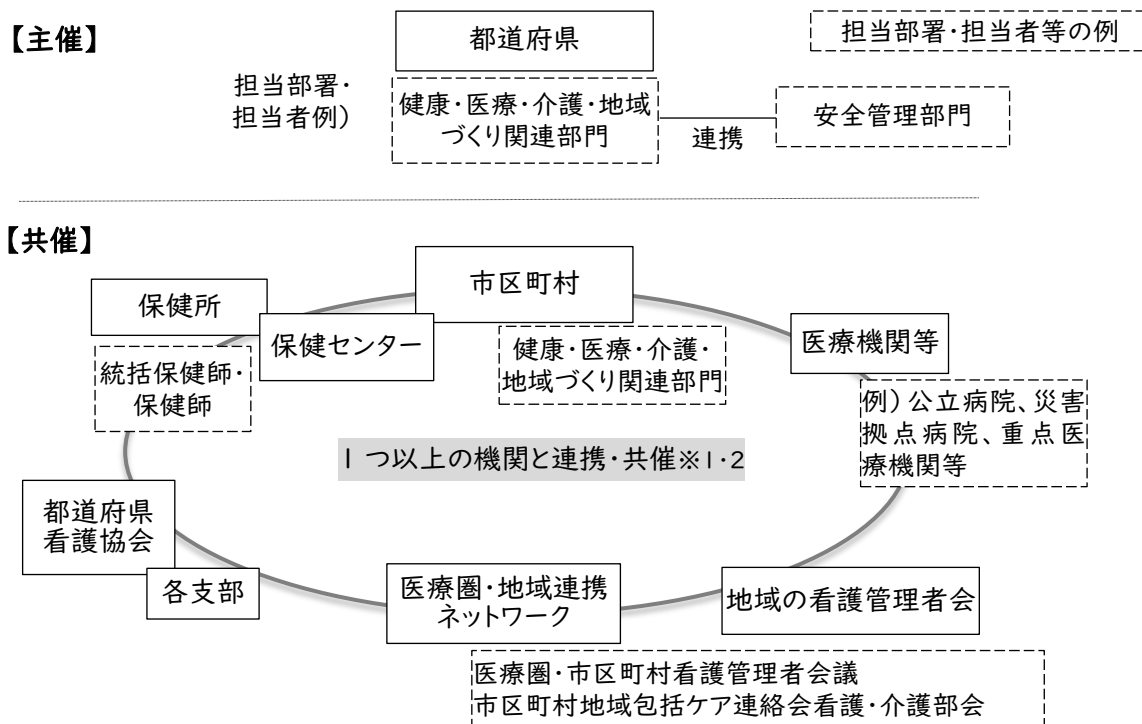 【主催】
都道府県
担当部署・担当者等の例
担当部署・
担当者例）
健康・医療・介護・地域
づくり関連部門
連携
安全管理部門
【共催】
市区町村
保健所
保健センター
健康・医療・介護・
地域づくり関連部門
医療機関等
統括保健師・
保健師
例）公立病院、災害
拠点病院、重点医
療機関等
1つ以上の機関と連携・共催※1・2
都道府県
看護協会
各支部
医療圏・地域連携
ネットワーク
地域の看護管理者会
医療圏・市区町村看護管理者会議
市区町村地域包括ケア連絡会看護・介護部会